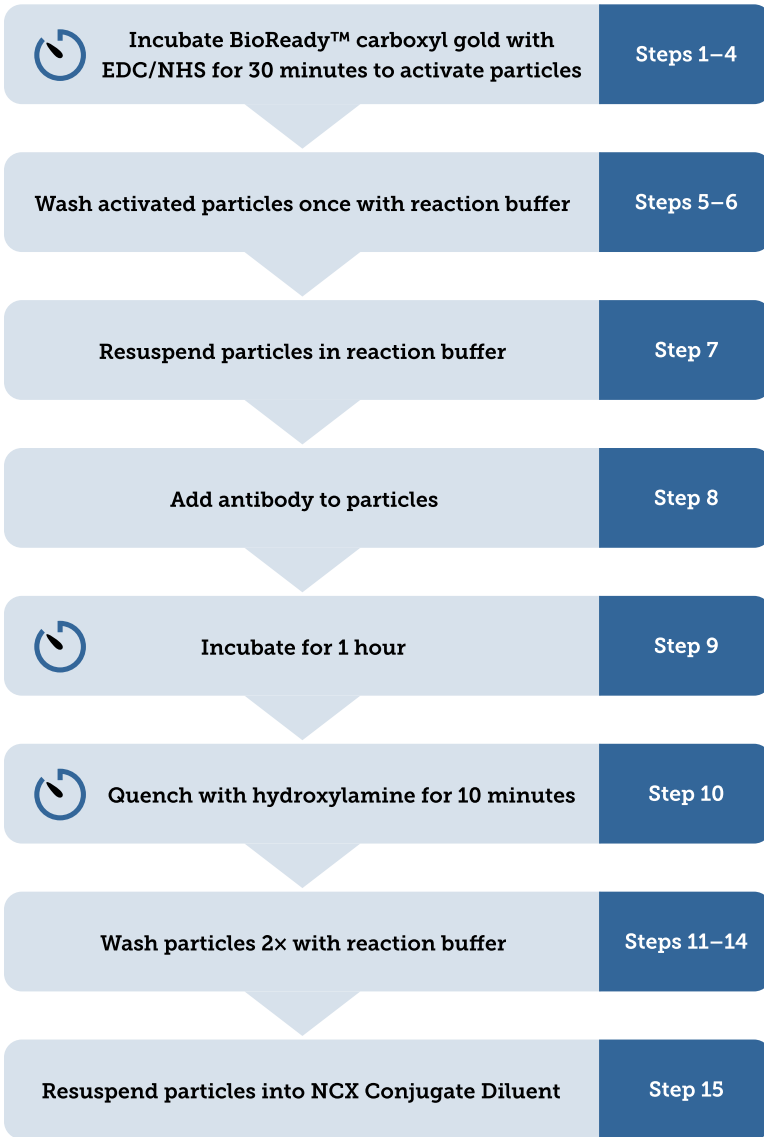 Incubate BioReady™ carboxyl gold with
EDC/NHS for 30 minutes to activate particles
Steps 1–4
Wash activated particles once with reaction buffer
Steps 5–6
Resuspend particles in reaction buffer
Step 7
Add antibody to particles
Step 8
Incubate for 1 hour
Step 9
Quench with hydroxylamine for 10 minutes
Step 10
Wash particles 2× with reaction buffer
Steps 11–14
Resuspend particles into NCX Conjugate Diluent
Step 15